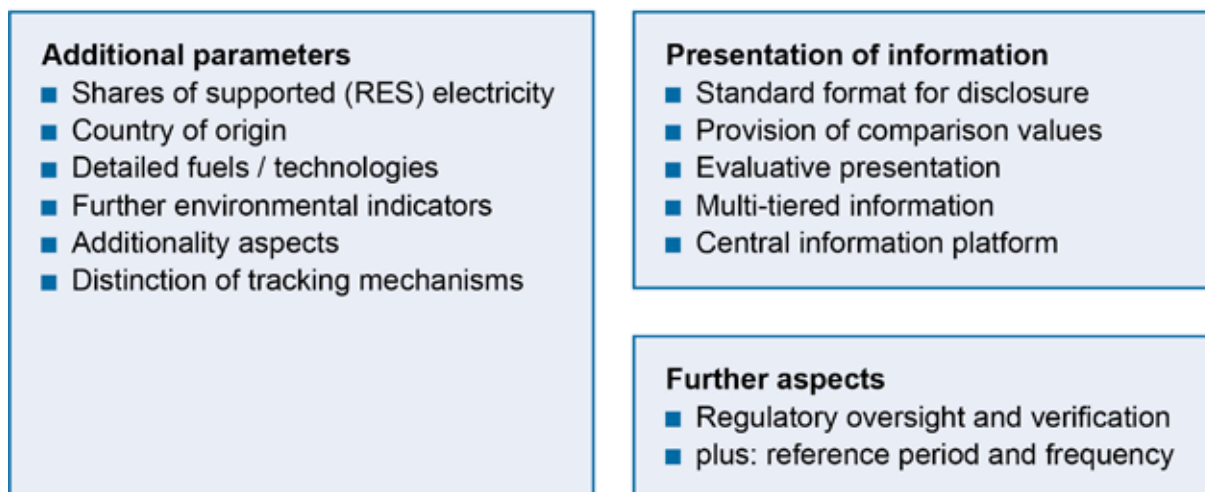 Additional parameters
Shares of supported (RES) electricity
Country of origin
Detailed fuels / technologies
Further environmental indicators
Additionality aspects
Distinction of tracking mechanisms
Presentation of information
Standard format for disclosure
Provision of comparison values
Evaluative presentation
Multi-tiered information
Central information platform
Further aspects
Regulatory oversight and verification
plus: reference period and frequency